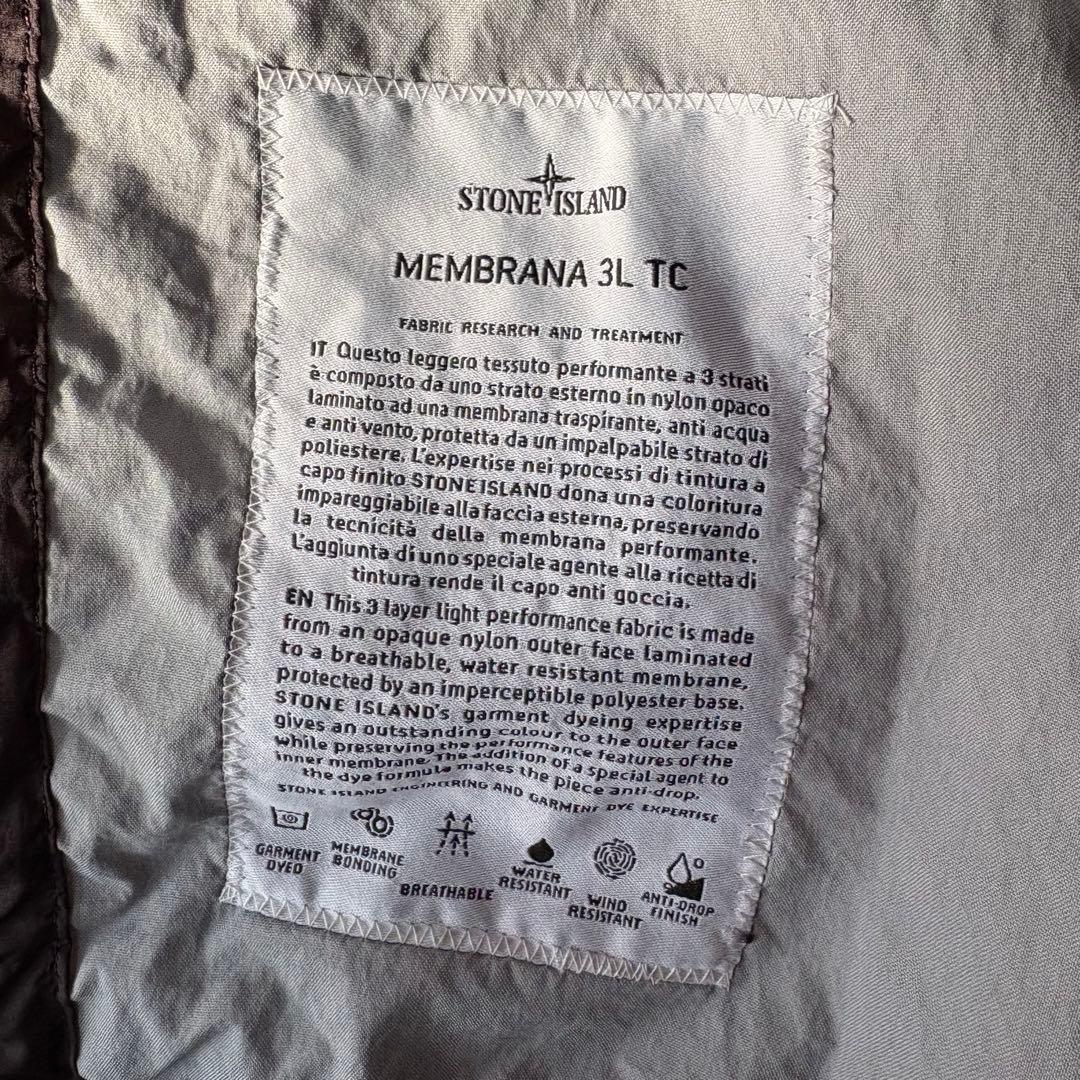 STONE ISLAND
MEMBRANA 3L TC
FABRIC RESEARCH AND TREATMENT
IT Questo leggero tessuto performante a 3 strati
è composto da uno strato esterno in nylon opaco
laminato ad una membrana traspirante, anti acqua
e anti vento, protetta da un impalpabile strato di
poliestere. L'expertise nei processi di tintura a
capo finito STONE ISLAND dona una coloritura
impareggiabile alla faccia esterna, preservando
la tecnicità della membrana performante.
L'aggiunta di uno speciale agente alla ricetta di
tintura rende il capo anti goccia.
EN This 3 layer light performance fabric is made
from an opaque nylon outer face laminated
to a breathable, water resistant membrane,
protected by an imperceptible polyester base.
STONE ISLAND's garment dyeing expertise
gives an outstanding colour to the outer face
while preserving the performance features of the
inner membrane. The addition of a special agent to
the dye formula makes the piece anti-drop.
STONE ISLAND ENGINEERING AND GARMENT DYE EXPERTISE
GARMENT
DYED
MEMBRANE
BONDING
BREATHABLE
WATER
RESISTANT
WIND
RESISTANT
ANTI-DROP
FINISH